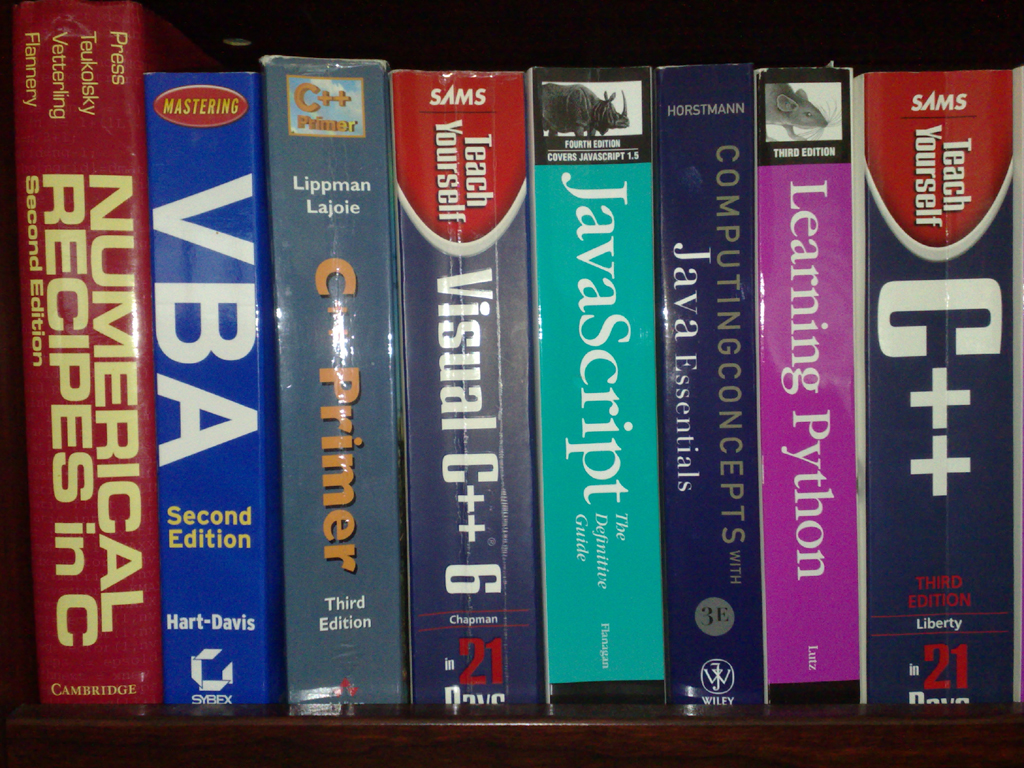 Press
Teukolsky
Vetterling
Flannery
NUMERICAL
RECIPES in C
Second Edition
CAMBRIDGE
MASTERING
VBA
Second
Edition
Hart-Davis
SYBEX
C++
Primer
Lippman
Lajoie
C++ Primer
Third
Edition
SAMS
Teach
Yourself
Visual C++ 6
Chapman
in 21
Days
FOURTH EDITION
COVERS JAVASCRIPT 1.5
JavaScript
The
Definitive
Guide
Flanagan
HORSTMANN
COMPUTING CONCEPTS WITH
Java Essentials
3E
WILEY
THIRD EDITION
Learning Python
Lutz
SAMS
Teach
Yourself
C++
THIRD
EDITION
Liberty
in 21
Days